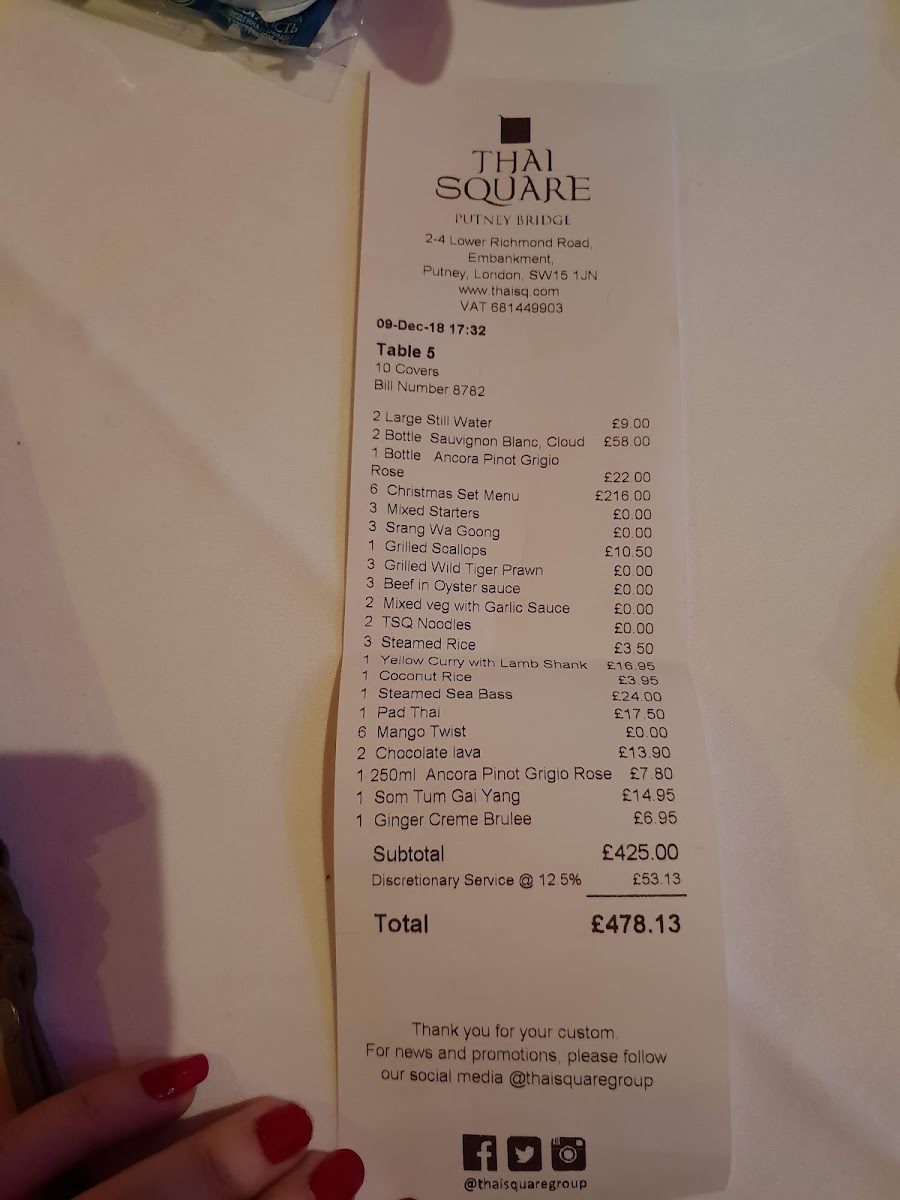 ЕДИНА
СТЬ
THAI
SQUARE
PUTNEY BRIDGE
2-4 Lower Richmond Road,
Embankment,
Putney, London, SW15 1JN
www.thaisq.com
VAT 681449903
09-Dec-18 17:32
Table 5
10 Covers
Bill Number 8782
2 Large Still Water £9.00
2 Bottle Sauvignon Blanc, Cloud £58.00
1 Bottle Ancora Pinot Grigio
Rose £22.00
6 Christmas Set Menu £216.00
3 Mixed Starters £0.00
3 Srang Wa Goong £0.00
1 Grilled Scallops £10.50
3 Grilled Wild Tiger Prawn £0.00
3 Beef in Oyster sauce £0.00
2 Mixed veg with Garlic Sauce £0.00
2 TSQ Noodles £0.00
3 Steamed Rice £3.50
1 Yellow Curry with Lamb Shank £16.95
1 Coconut Rice £3.95
1 Steamed Sea Bass £24.00
1 Pad Thai £17.50
6 Mango Twist £0.00
2 Chocolate lava £13.90
1 250ml Ancora Pinot Grigio Rose £7.80
1 Som Tum Gai Yang £14.95
1 Ginger Creme Brulee £6.95
Subtotal £425.00
Discretionary Service @ 12.5% £53.13
Total £478.13
Thank you for your custom.
For news and promotions, please follow
our social media @thaisquaregroup
@thaisquaregroup